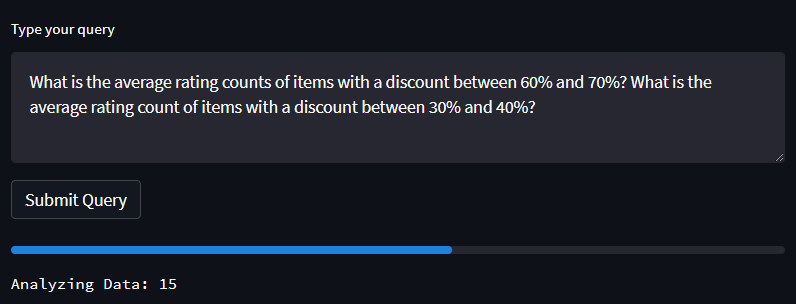 Type your query
What is the average rating counts of items with a discount between 60% and 70%? What is the
average rating count of items with a discount between 30% and 40%?
Submit Query
Analyzing Data: 15